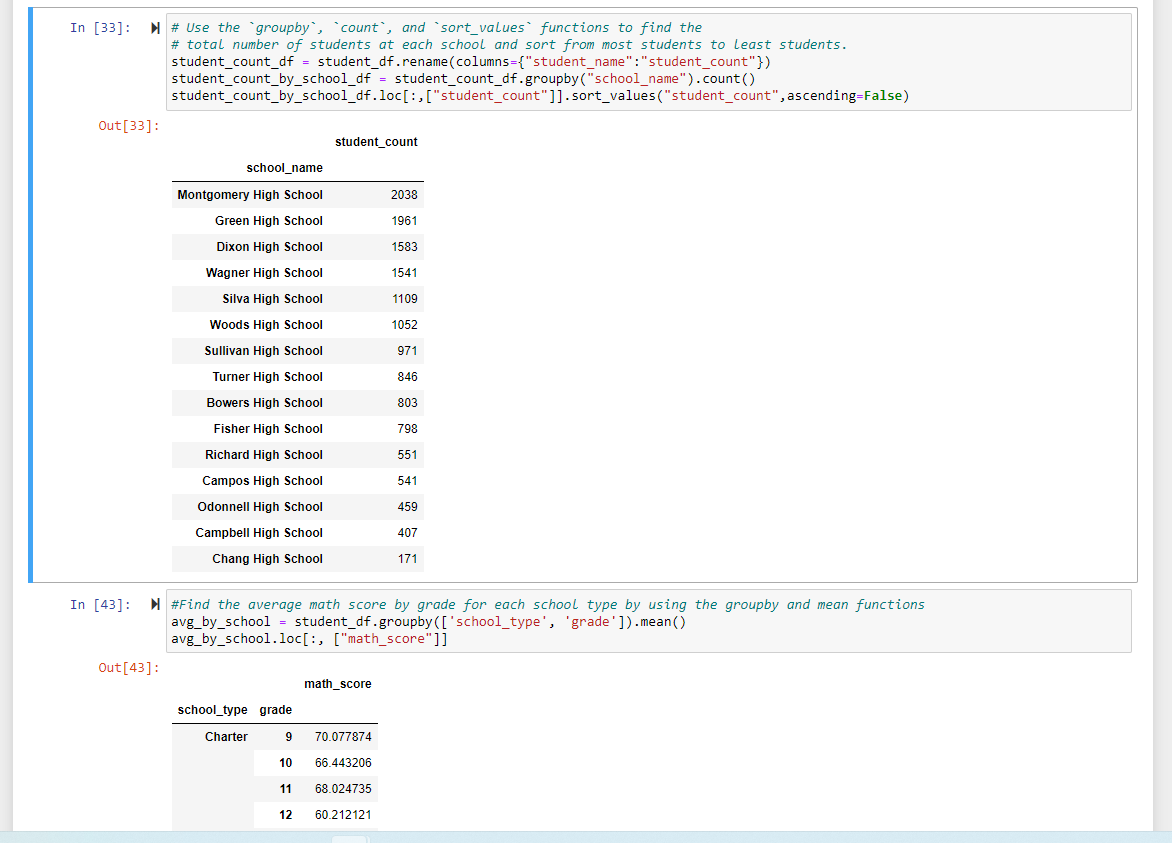 In [33]: # Use the `groupby`, `count`, and `sort_values` functions to find the
# total number of students at each school and sort from most students to least students.
student_count_df = student_df.rename(columns={"student_name":"student_count"})
student_count_by_school_df = student_count_df.groupby("school_name").count()
student_count_by_school_df.loc[:,["student_count"]].sort_values("student_count",ascending=False)
Out[33]:
student_count
school_name
Montgomery High School 2038
Green High School 1961
Dixon High School 1583
Wagner High School 1541
Silva High School 1109
Woods High School 1052
Sullivan High School 971
Turner High School 846
Bowers High School 803
Fisher High School 798
Richard High School 551
Campos High School 541
Odonnell High School 459
Campbell High School 407
Chang High School 171
In [43]: #Find the average math score by grade for each school type by using the groupby and mean functions
avg_by_school = student_df.groupby(['school_type', 'grade']).mean()
avg_by_school.loc[:, ["math_score"]]
Out[43]:
math_score
school_type grade
Charter 9 70.077874
10 66.443206
11 68.024735
12 60.212121